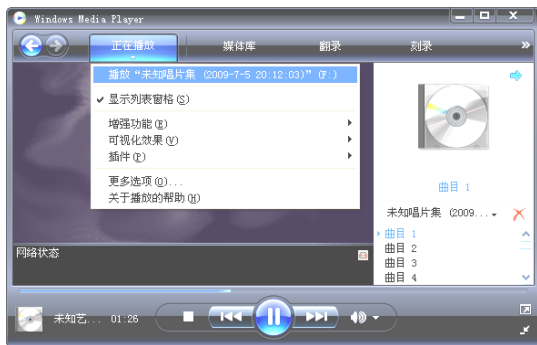 Windows Media Player
正在播放 媒体库 翻录 刻录 »
播放“未知唱片集 (2009-7-5 20:12:03)” (F:)
✓ 显示列表窗格(S)
增强功能(E)
可视化效果(V)
插件(P)
更多选项(O)...
关于播放的帮助(H)
曲目 1
未知唱片集 (2009...
曲目 1
曲目 2
曲目 3
曲目 4
网络状态
未知艺... 01:26